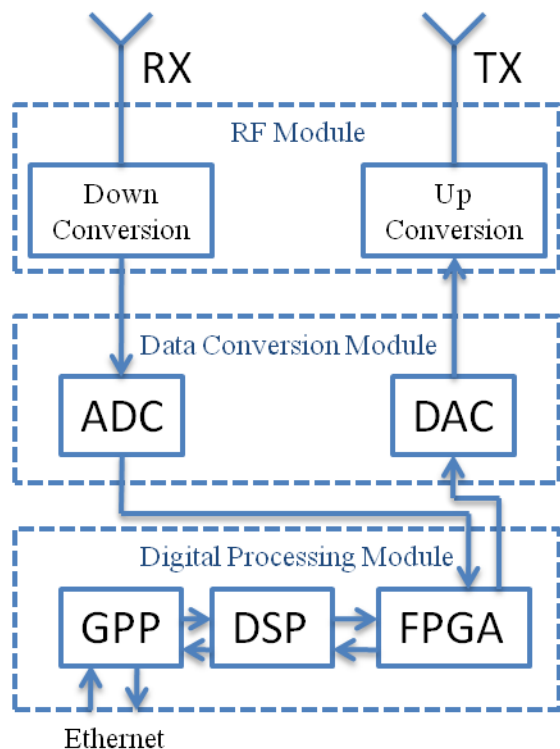 RX
TX
RF Module
Down
Conversion
Up
Conversion
Data Conversion Module
ADC
DAC
Digital Processing Module
GPP
DSP
FPGA
Ethernet